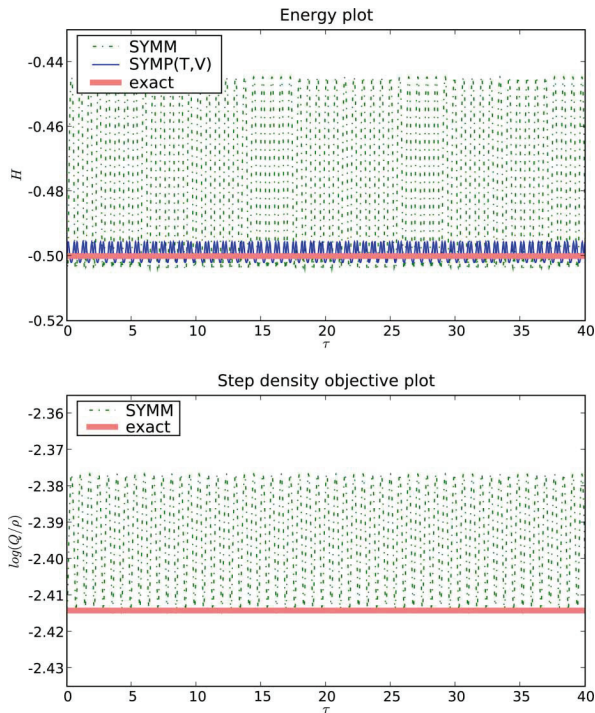 Energy plot
SYMM
SYMP(T,V)
exact
-0.44
-0.46
-0.48
-0.50
-0.52
H
0 5 10 15 20 25 30 35 40
τ
Step density objective plot
SYMM
exact
-2.36
-2.37
-2.38
-2.39
-2.40
-2.41
-2.42
-2.43
log(Q/ρ)
0 5 10 15 20 25 30 35 40
τ